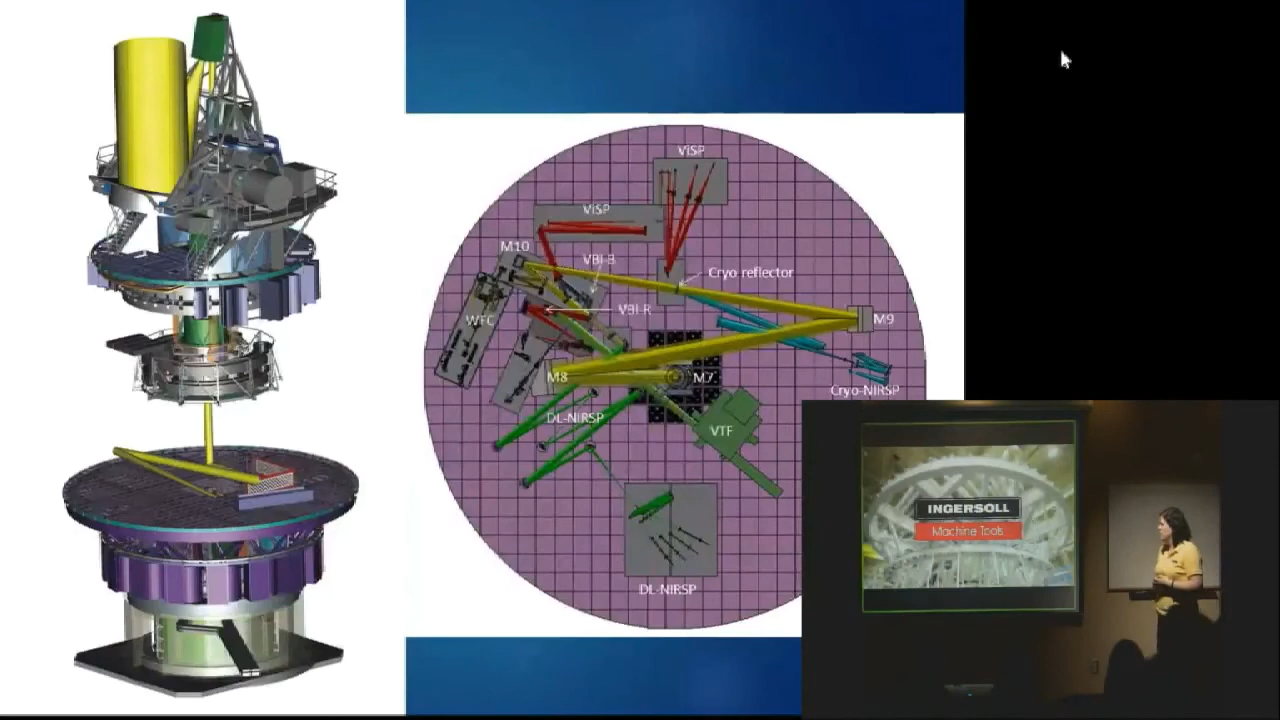 ViSP
ViSP
M10
VBI-B
Cryo reflector
VBI-R
WFC
M9
M8
M7
Cryo-NIRSP
DL-NIRSP
VTF
DL-NIRSP
INGERSOLL
Machine Tools